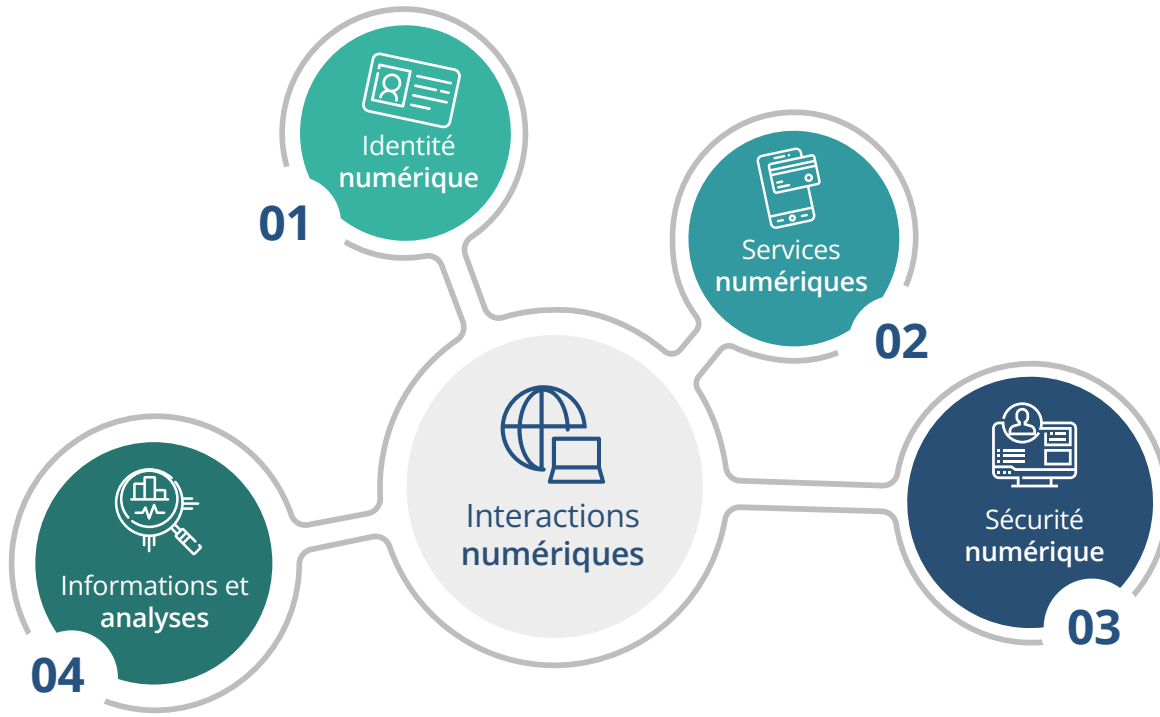 Identité
numérique
01
Services
numériques
02
Interactions
numériques
Sécurité
numérique
03
Informations et
analyses
04